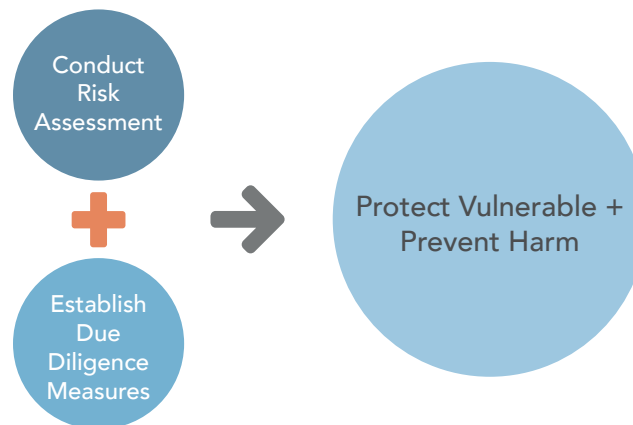 Conduct
Risk
Assessment
Establish
Due
Diligence
Measures
Protect Vulnerable +
Prevent Harm